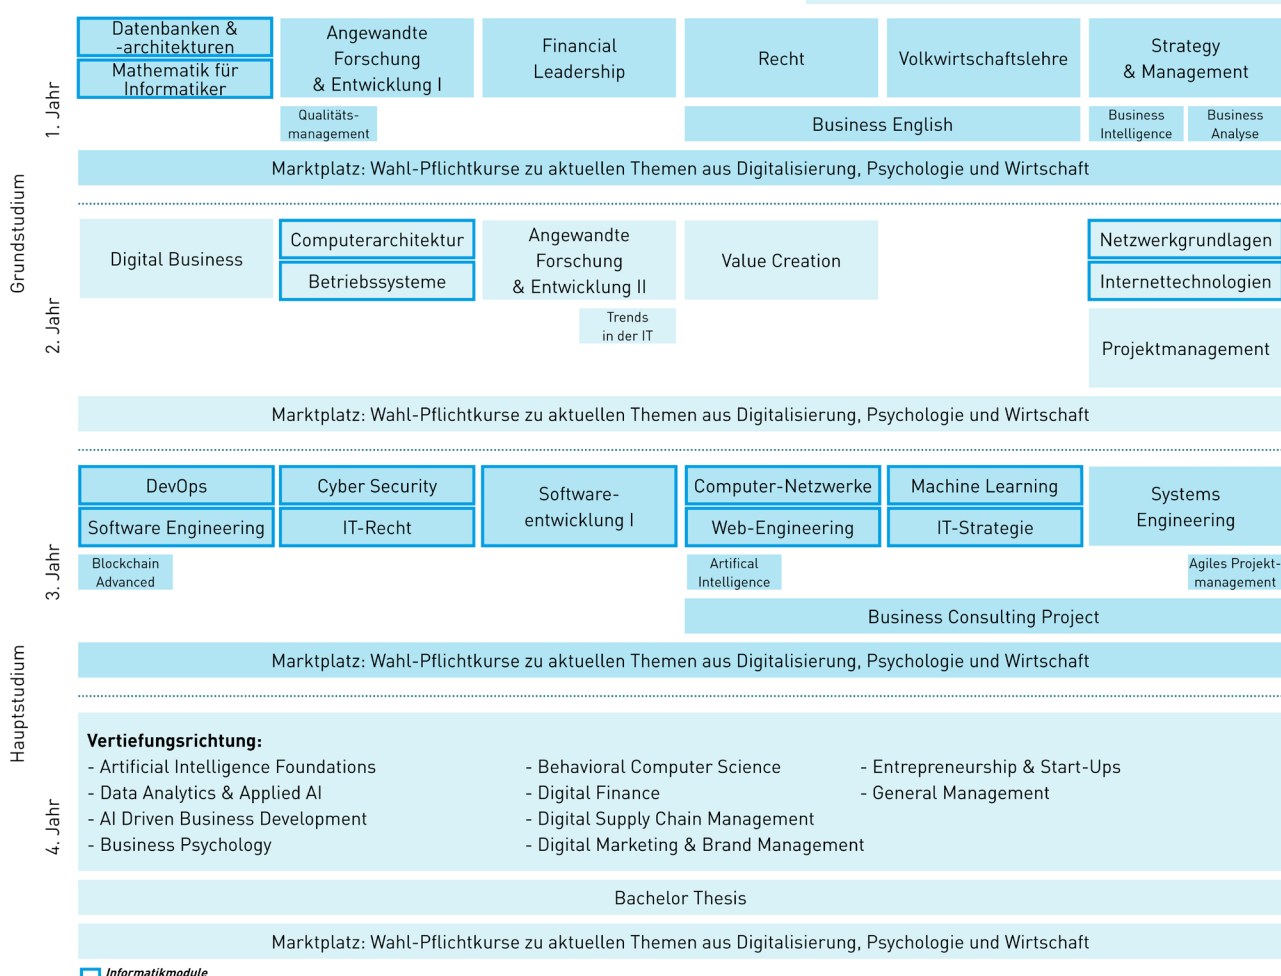 Grundstudium
1. Jahr
Datenbanken &
-architekturen
Mathematik für
Informatiker
Angewandte
Forschung
& Entwicklung I
Financial
Leadership
Recht
Volkwirtschaftslehre
Strategy
& Management
Qualitäts-
management
Business English
Business
Intelligence
Business
Analyse
Marktplatz: Wahl-Pflichtkurse zu aktuellen Themen aus Digitalisierung, Psychologie und Wirtschaft
2. Jahr
Digital Business
Computerarchitektur
Betriebssysteme
Angewandte
Forschung
& Entwicklung II
Value Creation
Netzwerkgrundlagen
Internettechnologien
Trends
in der IT
Projektmanagement
Marktplatz: Wahl-Pflichtkurse zu aktuellen Themen aus Digitalisierung, Psychologie und Wirtschaft
Hauptstudium
3. Jahr
DevOps
Software Engineering
Cyber Security
IT-Recht
Software-
entwicklung I
Computer-Netzwerke
Web-Engineering
Machine Learning
IT-Strategie
Systems
Engineering
Blockchain
Advanced
Artifical
Intelligence
Agiles Projekt-
management
Business Consulting Project
Marktplatz: Wahl-Pflichtkurse zu aktuellen Themen aus Digitalisierung, Psychologie und Wirtschaft
4. Jahr
Vertiefungsrichtung:
- Artificial Intelligence Foundations
- Data Analytics & Applied AI
- AI Driven Business Development
- Business Psychology
- Behavioral Computer Science
- Digital Finance
- Digital Supply Chain Management
- Digital Marketing & Brand Management
- Entrepreneurship & Start-Ups
- General Management
Bachelor Thesis
Marktplatz: Wahl-Pflichtkurse zu aktuellen Themen aus Digitalisierung, Psychologie und Wirtschaft
Informatikmodule